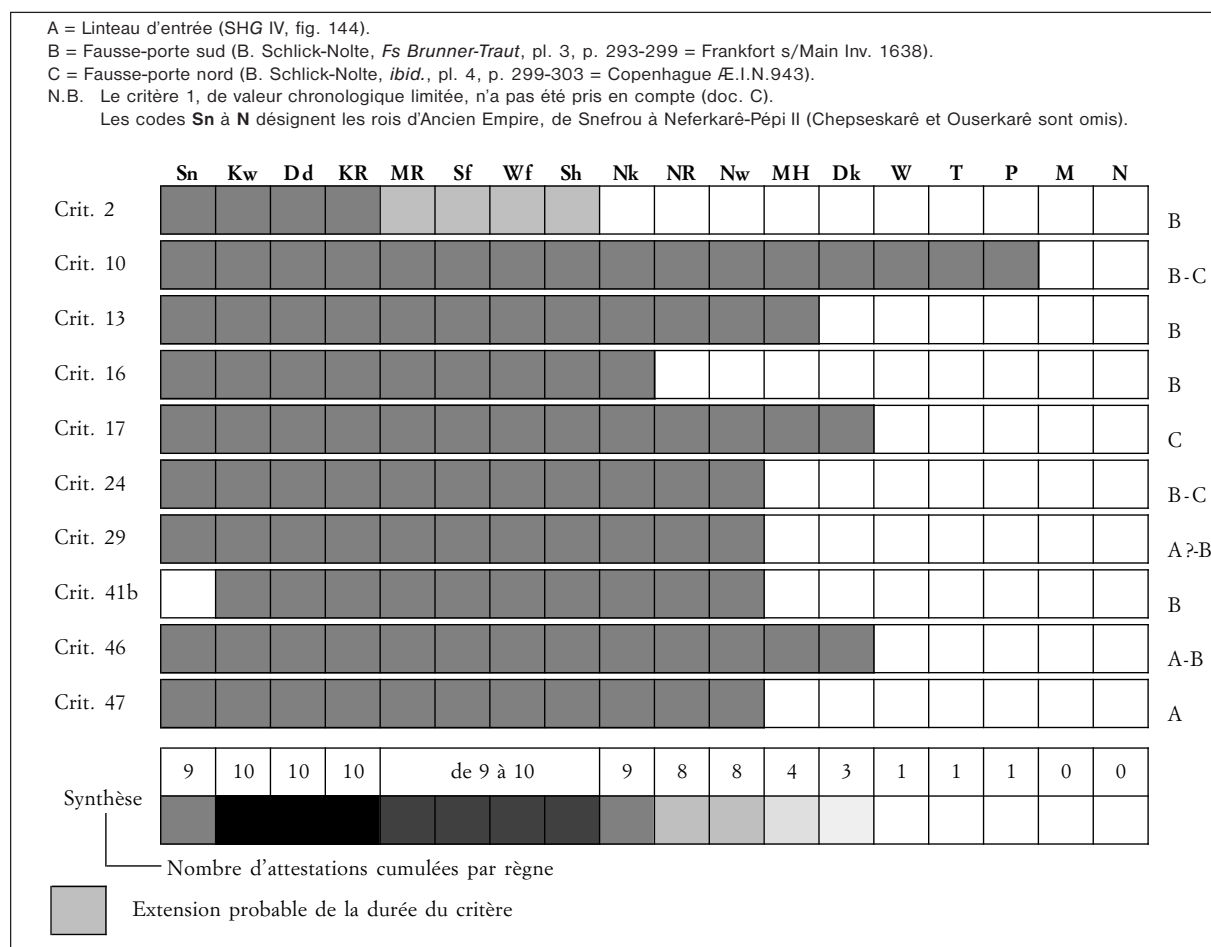 A = Linteau d'entrée (SHG IV, fig. 144).
B = Fausse-porte sud (B. Schlick-Nolte, Fs Brunner-Traut, pl. 3, p. 293-299 = Frankfort s/Main Inv. 1638).
C = Fausse-porte nord (B. Schlick-Nolte, ibid., pl. 4, p. 299-303 = Copenhague Æ.I.N.943).
N.B. Le critère 1, de valeur chronologique limitée, n'a pas été pris en compte (doc. C).
Les codes Sn à N désignent les rois d'Ancien Empire, de Snefrou à Neferkarê-Pépi II (Chepseskarê et Ouserkarê sont omis).
Sn Kw Dd KR MR Sf Wf Sh Nk NR Nw MH Dk W T P M N
Crit. 2 B
Crit. 10 B-C
Crit. 13 B
Crit. 16 B
Crit. 17 C
Crit. 24 B-C
Crit. 29 A?-B
Crit. 41b B
Crit. 46 A-B
Crit. 47 A
9 10 10 10 de 9 à 10 9 8 8 4 3 1 1 1 0 0
Synthèse
Nombre d'attestations cumulées par règne
Extension probable de la durée du critère